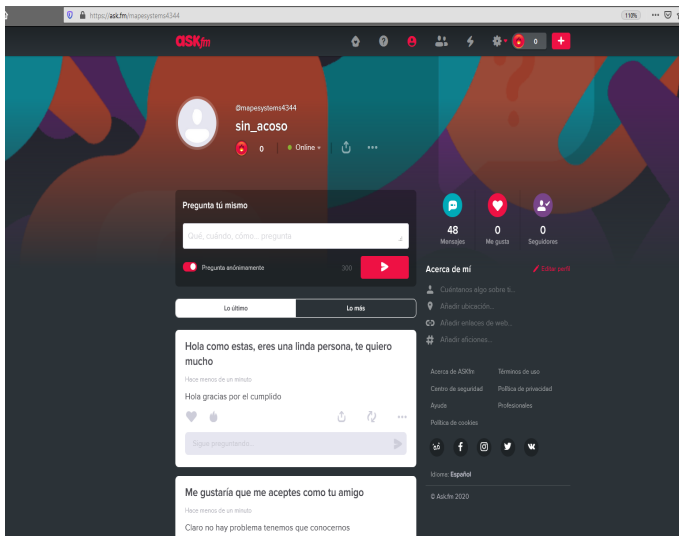 https://ask.fm/mapesystems4344
110%
ASKfm
0
@mapesystems4344
sin_acoso
0
Online
Pregunta tú mismo
Qué, cuándo, cómo... pregunta
Pregunta anónimamente
300
48
Mensajes
0
Me gusta
0
Seguidores
Acerca de mí
Editar perfil
Cuéntanos algo sobre ti...
Añadir ubicación...
Añadir enlaces de web...
Añadir aficiones...
Lo último
Lo más
Hola como estas, eres una linda persona, te quiero
mucho
Hace menos de un minuto
Hola gracias por el cumplido
Sigue preguntando...
Me gustaría que me aceptes como tu amigo
Hace menos de un minuto
Claro no hay problema tenemos que conocernos
Acerca de ASKfm
Términos de uso
Centro de seguridad
Política de privacidad
Ayuda
Profesionales
Política de cookies
Idioma: Español
© Ask.fm 2020